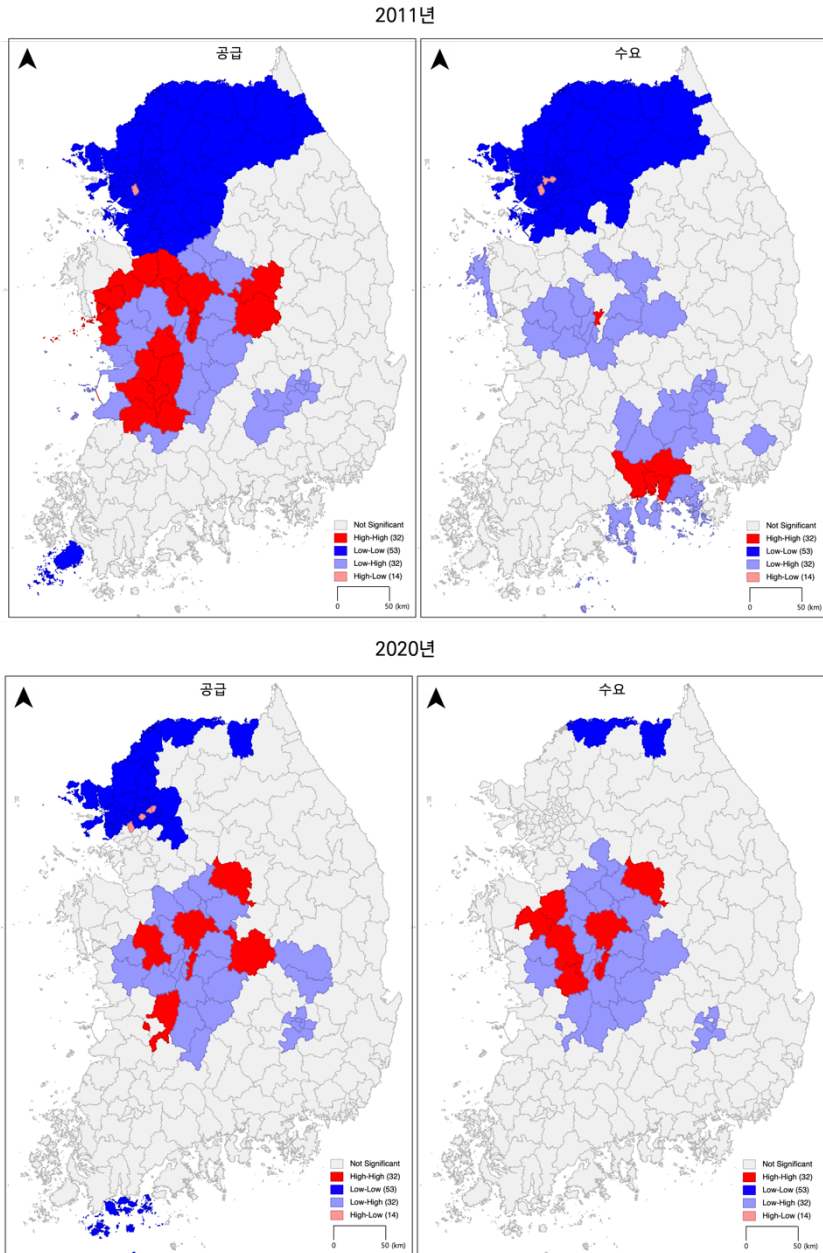 2011년
공급
수요
Not Significant
High-High (32)
Low-Low (53)
Low-High (32)
High-Low (14)
0 50 (km)
Not Significant
High-High (32)
Low-Low (53)
Low-High (32)
High-Low (14)
0 50 (km)
2020년
공급
수요
Not Significant
High-High (32)
Low-Low (53)
Low-High (32)
High-Low (14)
0 50 (km)
Not Significant
High-High (32)
Low-Low (53)
Low-High (32)
High-Low (14)
0 50 (km)